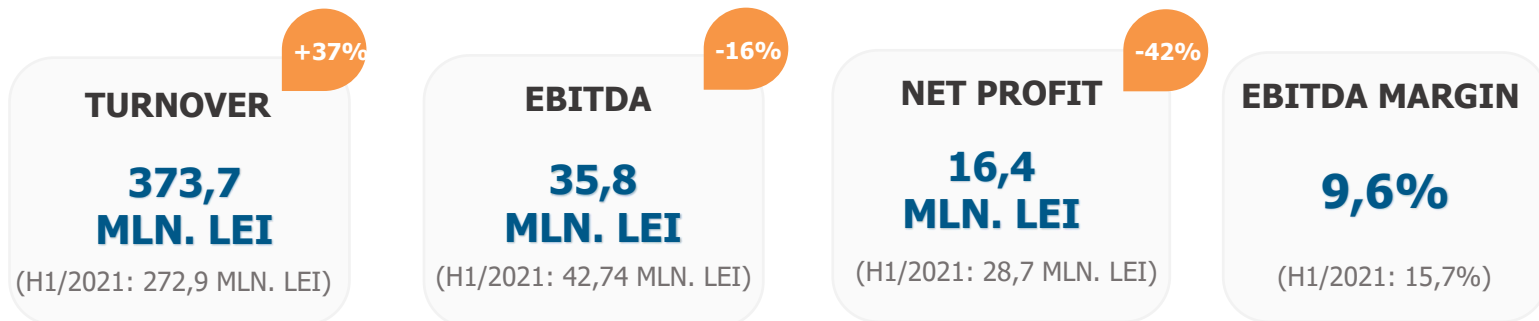 +37%
TURNOVER
373,7
MLN. LEI
(H1/2021: 272,9 MLN. LEI)
-16%
EBITDA
35,8
MLN. LEI
(H1/2021: 42,74 MLN. LEI)
-42%
NET PROFIT
16,4
MLN. LEI
(H1/2021: 28,7 MLN. LEI)
EBITDA MARGIN
9,6%
(H1/2021: 15,7%)